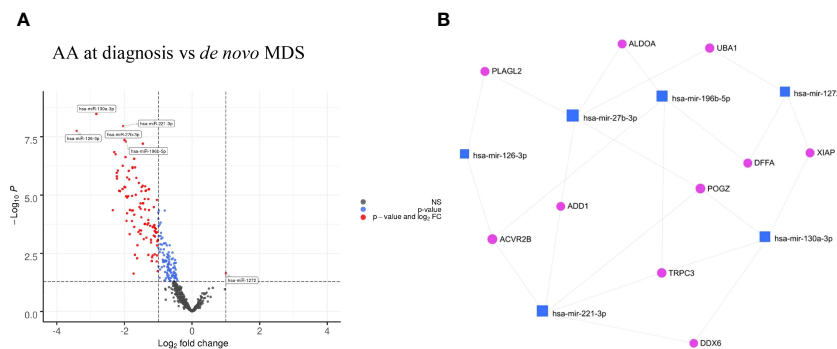 A
AA at diagnosis vs de novo MDS
hsa-miR-130a-3p
hsa-miR-221-3p
hsa-miR-126-3p
hsa-miR-27b-3p
hsa-miR-196b-5p
hsa-miR-1272
7.5
5.0
2.5
0.0
−Log10 P
-4
-2
0
2
4
Log2 fold change
NS
p-value
p − value and log2 FC
B
ALDOA
UBA1
PLAGL2
hsa-mir-196b-5p
hsa-mir-127
hsa-mir-27b-3p
hsa-mir-126-3p
XIAP
DFFA
POGZ
ADD1
ACVR2B
hsa-mir-130a-3p
TRPC3
hsa-mir-221-3p
DDX6